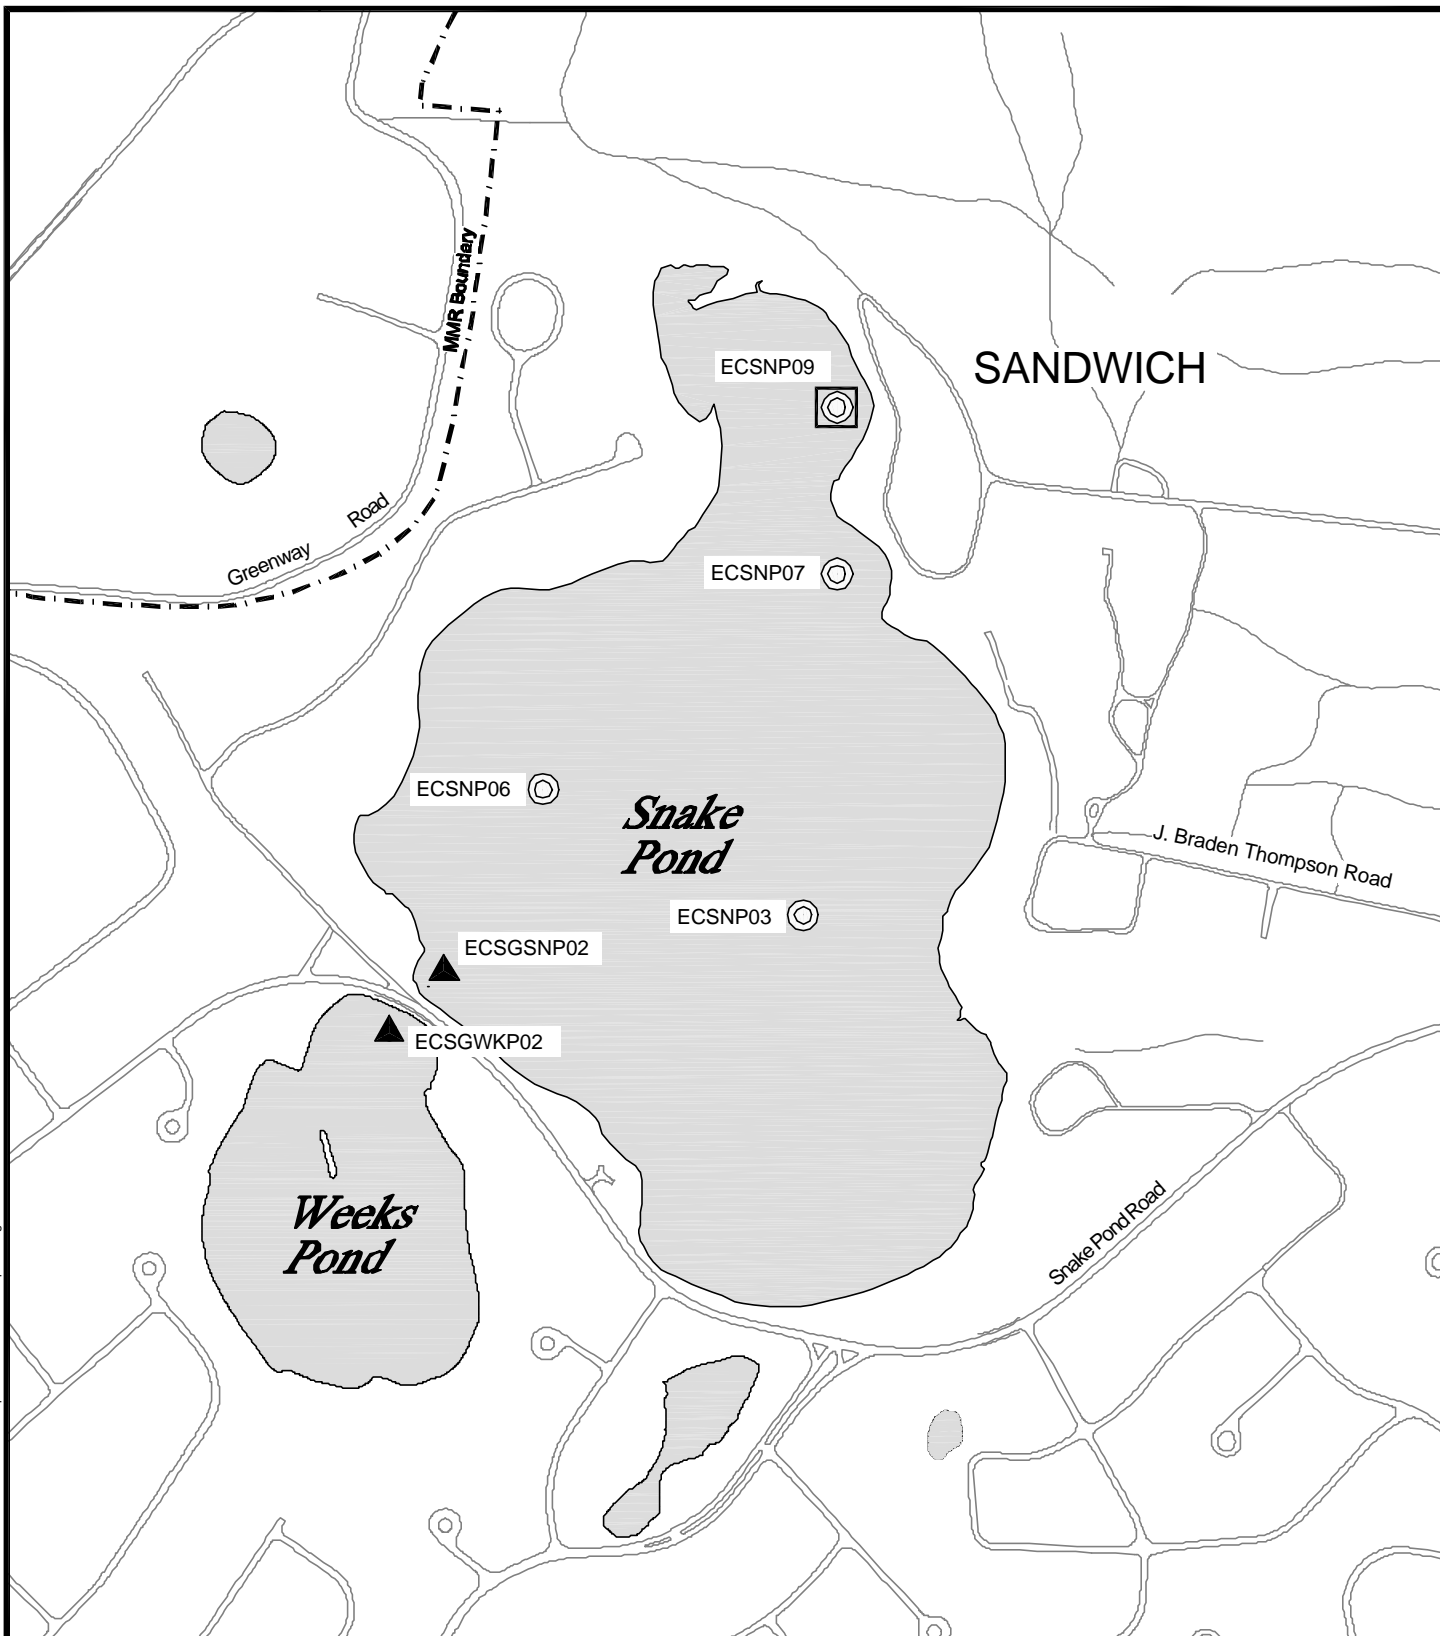 MMR Boundary
ECSNP09
SANDWICH
Greenway Road
ECSNP07
ECSNP06
Snake
Pond
J. Braden Thompson Road
ECSNP03
ECSGSNP02
ECSGWKP02
Weeks
Pond
Snake Pond Road